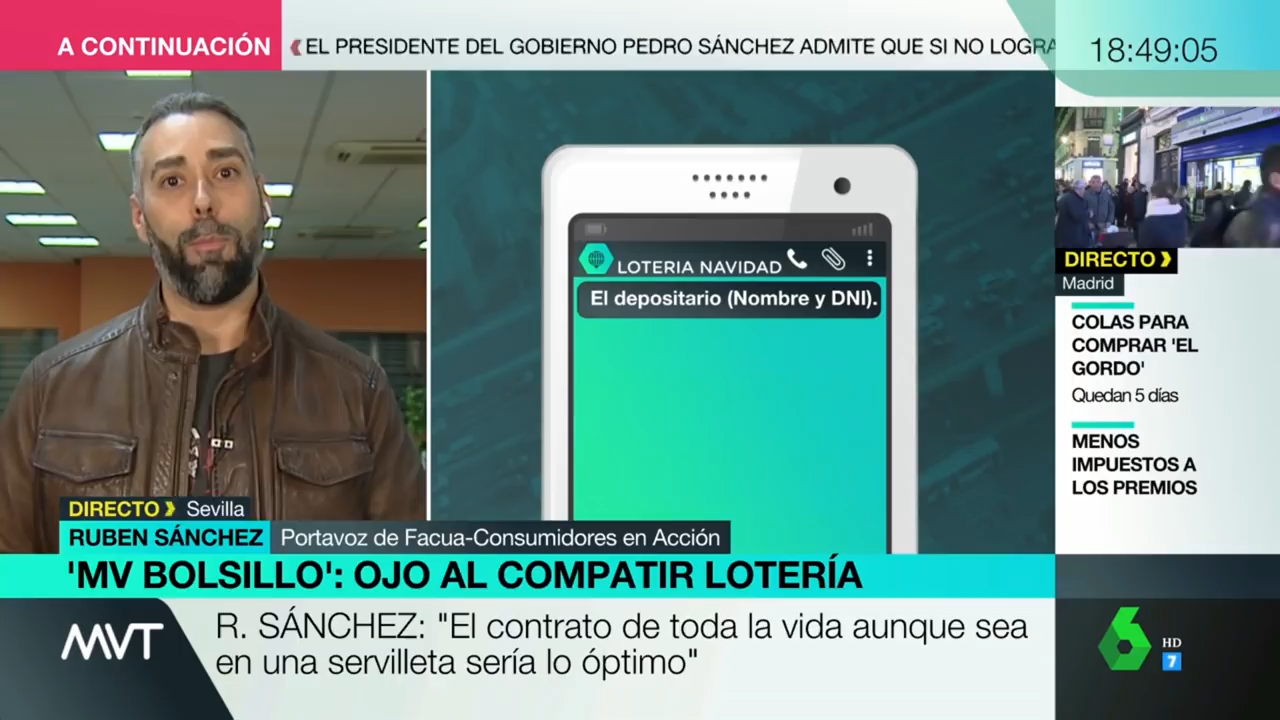 A CONTINUACIÓN
EL PRESIDENTE DEL GOBIERNO PEDRO SÁNCHEZ ADMITE QUE SI NO LOGRA
18:49:05
LOTERIA NAVIDAD
El depositario (Nombre y DNI).
DIRECTO
Madrid
COLAS PARA
COMPRAR 'EL
GORDO'
Quedan 5 días
MENOS
IMPUESTOS A
LOS PREMIOS
DIRECTO Sevilla
RUBEN SÁNCHEZ Portavoz de Facua-Consumidores en Acción
'MV BOLSILLO': OJO AL COMPATIR LOTERÍA
MVT
R. SÁNCHEZ: "El contrato de toda la vida aunque sea
en una servilleta sería lo óptimo"
6
HD
7